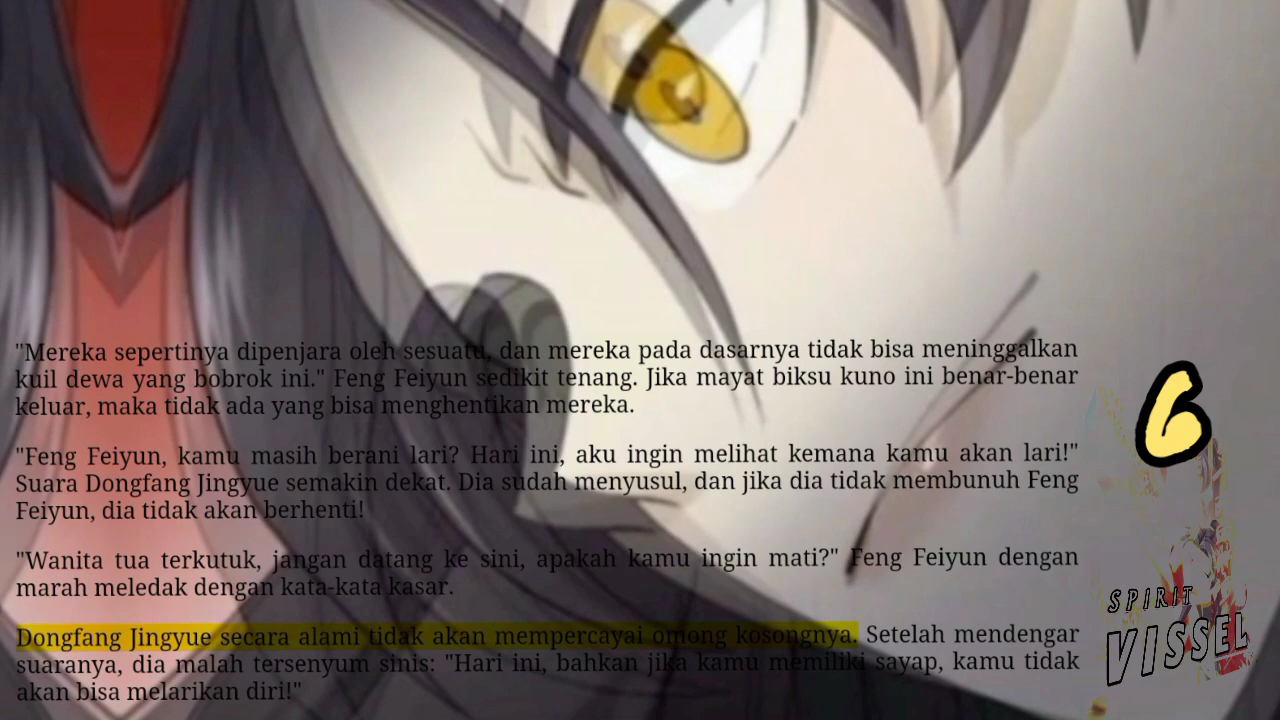 "Mereka sepertinya dipenjara oleh sesuatu, dan mereka pada dasarnya tidak bisa meninggalkan
kuil dewa yang bobrok ini." Feng Feiyun sedikit tenang. Jika mayat biksu kuno ini benar-benar
keluar, maka tidak ada yang bisa menghentikan mereka.
"Feng Feiyun, kamu masih berani lari? Hari ini, aku ingin melihat kemana kamu akan lari!"
Suara Dongfang Jingyue semakin dekat. Dia sudah menyusul, dan jika dia tidak membunuh Feng
Feiyun, dia tidak akan berhenti!
"Wanita tua terkutuk, jangan datang ke sini, apakah kamu ingin mati?" Feng Feiyun dengan
marah meledak dengan kata-kata kasar.
Dongfang Jingyue secara alami tidak akan mempercayai omong kosongnya. Setelah mendengar
suaranya, dia malah tersenyum sinis: "Hari ini, bahkan jika kamu memiliki sayap, kamu tidak
akan bisa melarikan diri!"
6
SPIRIT
VISSEL